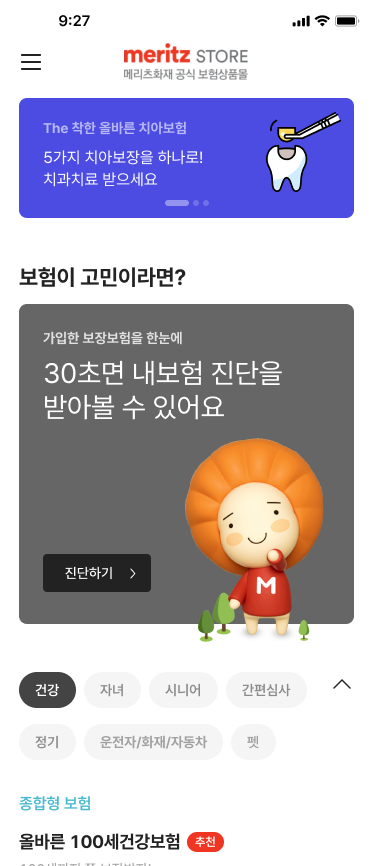 9:27
meritz STORE
메리츠화재 공식 보험상품몰
The 착한 올바른 치아보험
5가지 치아보장을 하나로!
치과치료 받으세요
보험이 고민이라면?
가입한 보장보험을 한눈에
30초면 내보험 진단을
받아볼 수 있어요
M
진단하기
건강 자녀 시니어 간편심사
정기 운전자/화재/자동차 펫
종합형 보험
올바른 100세건강보험 추천